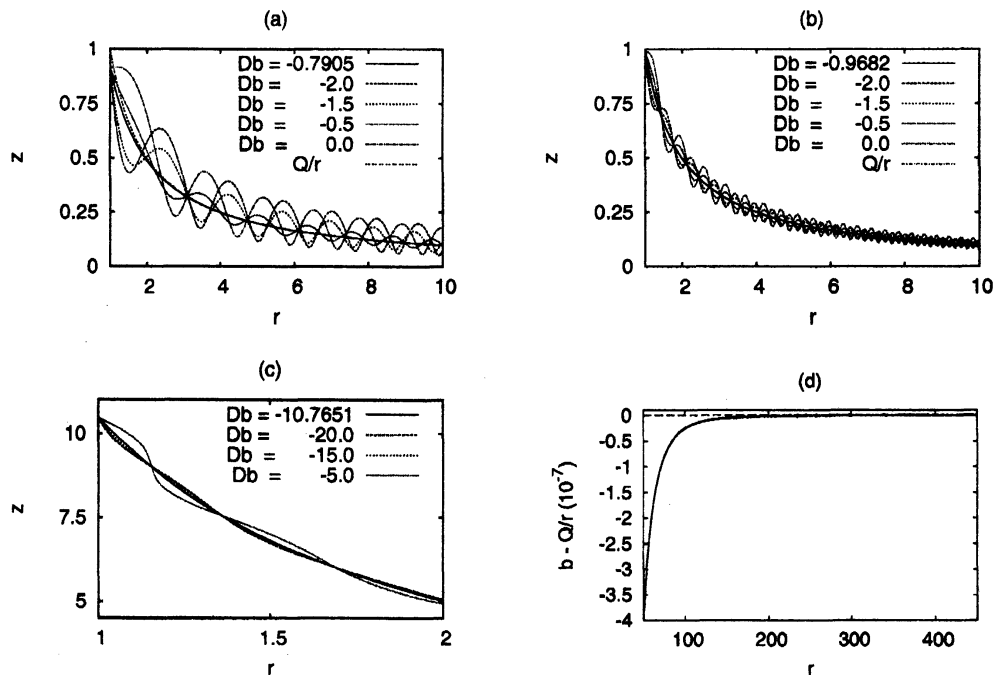 (a)
1
0.75
0.5
0.25
0
z
Db = -0.7905
Db = -2.0
Db = -1.5
Db = -0.5
Db = 0.0
Q/r
2 4 6 8 10
r
(b)
1
0.75
0.5
0.25
0
z
Db = -0.9682
Db = -2.0
Db = -1.5
Db = -0.5
Db = 0.0
Q/r
2 4 6 8 10
r
(c)
10
7.5
5
z
Db = -10.7651
Db = -20.0
Db = -15.0
Db = -5.0
1 1.5 2
r
(d)
0
-0.5
-1
-1.5
-2
-2.5
-3
-3.5
-4
b - Q/r (10⁻⁷)
100 200 300 400
r